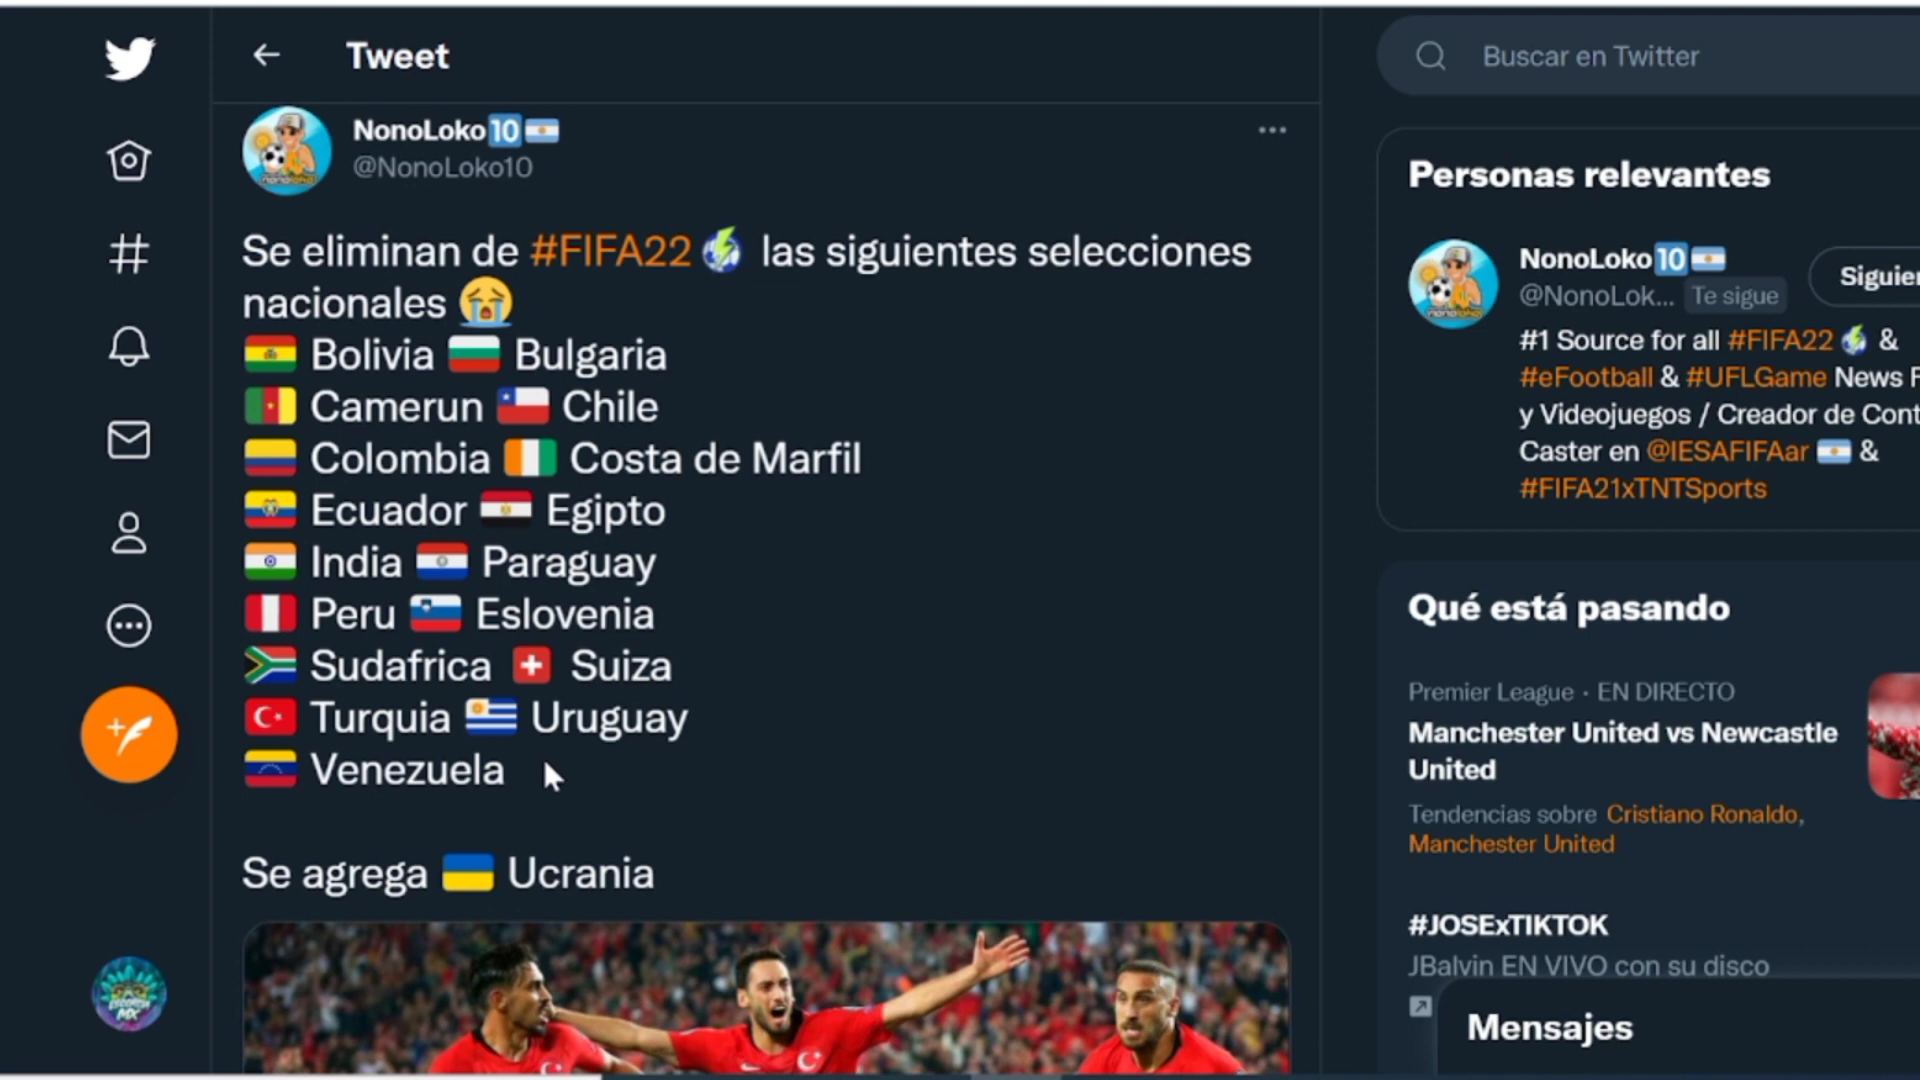 Tweet
NonoLoko🔟🇦🇷
@NonoLoko10
Se eliminan de #FIFA22 las siguientes selecciones
nacionales 😭
🇧🇴 Bolivia 🇧🇬 Bulgaria
🇨🇲 Camerun 🇨🇱 Chile
🇨🇴 Colombia 🇨🇮 Costa de Marfil
🇪🇨 Ecuador 🇪🇬 Egipto
🇮🇳 India 🇵🇾 Paraguay
🇵🇪 Peru 🇸🇮 Eslovenia
🇿🇦 Sudafrica 🇨🇭 Suiza
🇹🇷 Turquia 🇺🇾 Uruguay
🇻🇪 Venezuela
Se agrega 🇺🇦 Ucrania
Buscar en Twitter
Personas relevantes
NonoLoko🔟🇦🇷
@NonoLok... Te sigue
Siguien
#1 Source for all #FIFA22 &
#eFootball & #UFLGame News F
y Videojuegos / Creador de Cont
Caster en @IESAFIFAar 🇦🇷 &
#FIFA21xTNTSports
Qué está pasando
Premier League · EN DIRECTO
Manchester United vs Newcastle
United
Tendencias sobre Cristiano Ronaldo,
Manchester United
#JOSExTIKTOK
JBalvin EN VIVO con su disco
Mensajes